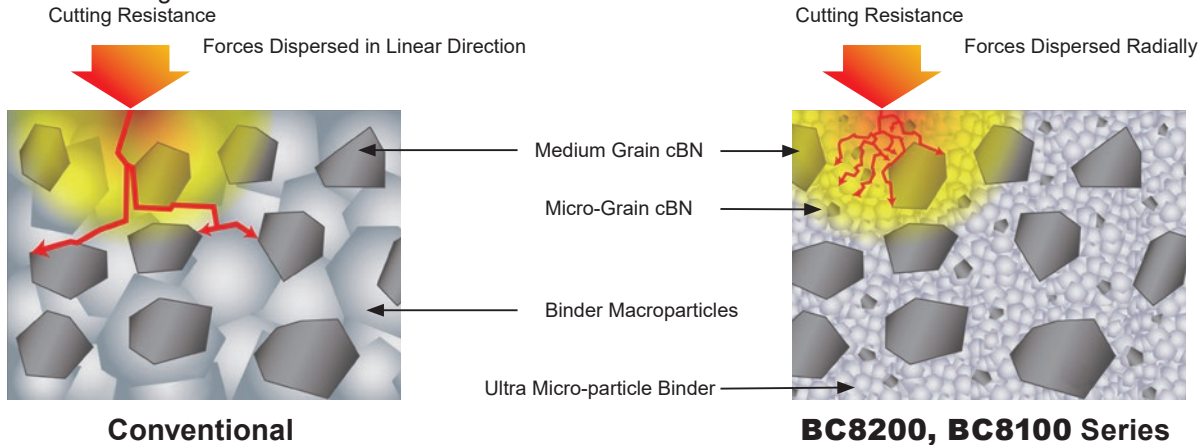 Cutting Resistance
Forces Dispersed in Linear Direction
Cutting Resistance
Forces Dispersed Radially
Medium Grain cBN
Micro-Grain cBN
Binder Macroparticles
Ultra Micro-particle Binder
Conventional
BC8200, BC8100 Series